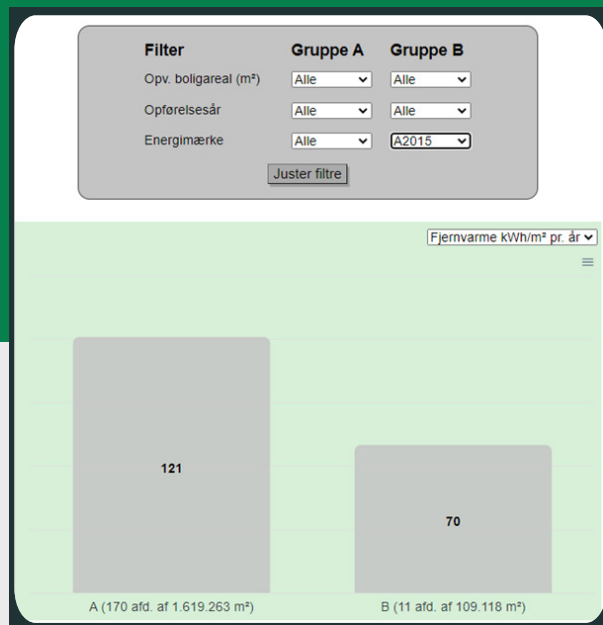 Filter Gruppe A Gruppe B
Opv. boligareal (m²) Alle Alle
Opførelsesår Alle Alle
Energimærke Alle A2015
Juster filtre
Fjernvarme kWh/m² pr. år
121
70
A (170 afd. af 1.619.263 m²) B (11 afd. af 109.118 m²)